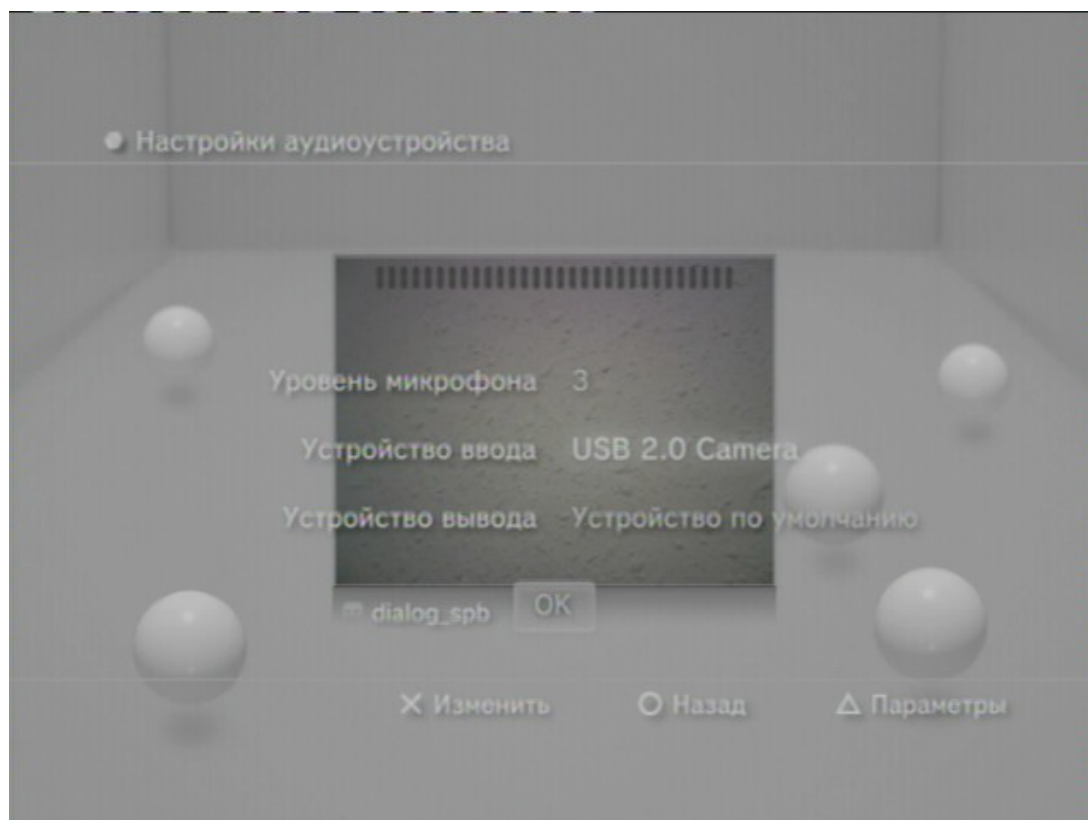 Настройки аудиоустройства
Уровень микрофона 3
Устройство ввода USB 2.0 Camera
Устройство вывода Устройство по умолчанию
dialog_spb OK
Изменить Назад Параметры